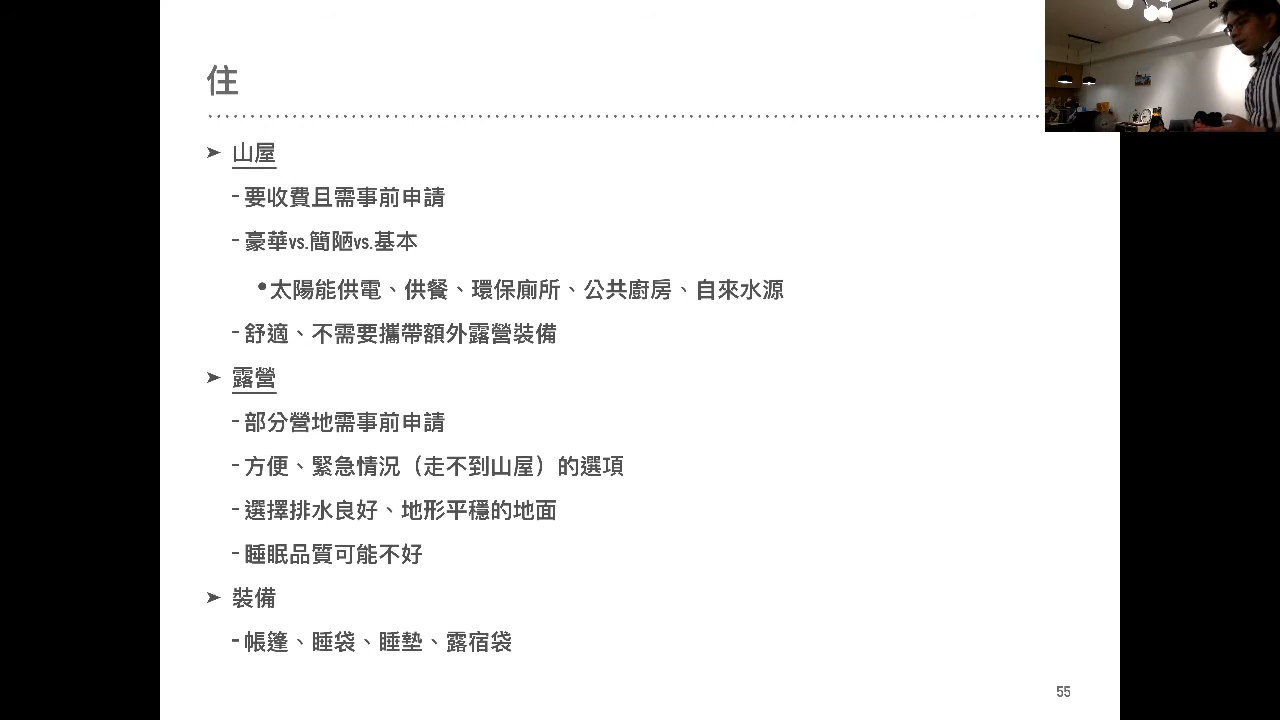 住
➤ 山屋
- 要收費且需事前申請
- 豪華vs.簡陋vs.基本
• 太陽能供電、供餐、環保廁所、公共廚房、自來水源
- 舒適、不需要攜帶額外露營裝備
➤ 露營
- 部分營地需事前申請
- 方便、緊急情況（走不到山屋）的選項
- 選擇排水良好、地形平穩的地面
- 睡眠品質可能不好
➤ 裝備
- 帳篷、睡袋、睡墊、露宿袋
55